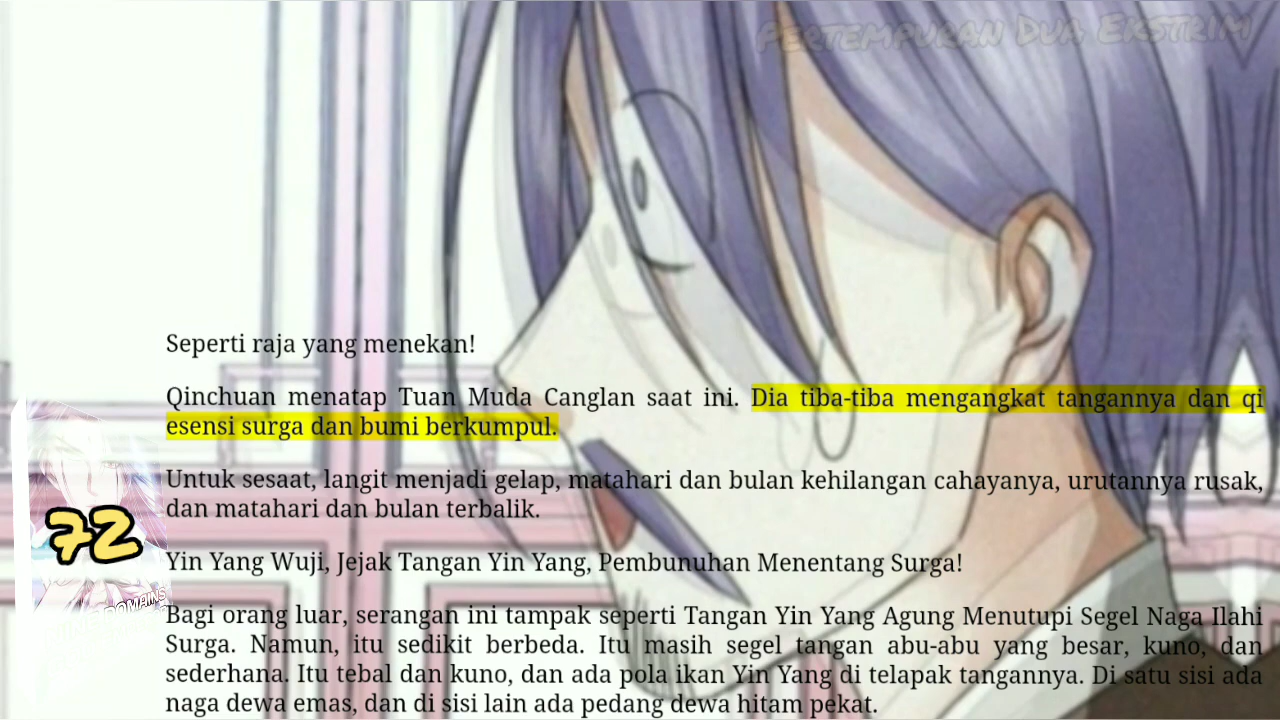 Pertempuran Dua Ekstrim
Seperti raja yang menekan!
Qinchuan menatap Tuan Muda Canglan saat ini. Dia tiba-tiba mengangkat tangannya dan qi
esensi surga dan bumi berkumpul.
Untuk sesaat, langit menjadi gelap, matahari dan bulan kehilangan cahayanya, urutannya rusak,
dan matahari dan bulan terbalik.
72
Yin Yang Wuji, Jejak Tangan Yin Yang, Pembunuhan Menentang Surga!
Bagi orang luar, serangan ini tampak seperti Tangan Yin Yang Agung Menutupi Segel Naga Ilahi
Surga. Namun, itu sedikit berbeda. Itu masih segel tangan abu-abu yang besar, kuno, dan
sederhana. Itu tebal dan kuno, dan ada pola ikan Yin Yang di telapak tangannya. Di satu sisi ada
naga dewa emas, dan di sisi lain ada pedang dewa hitam pekat.